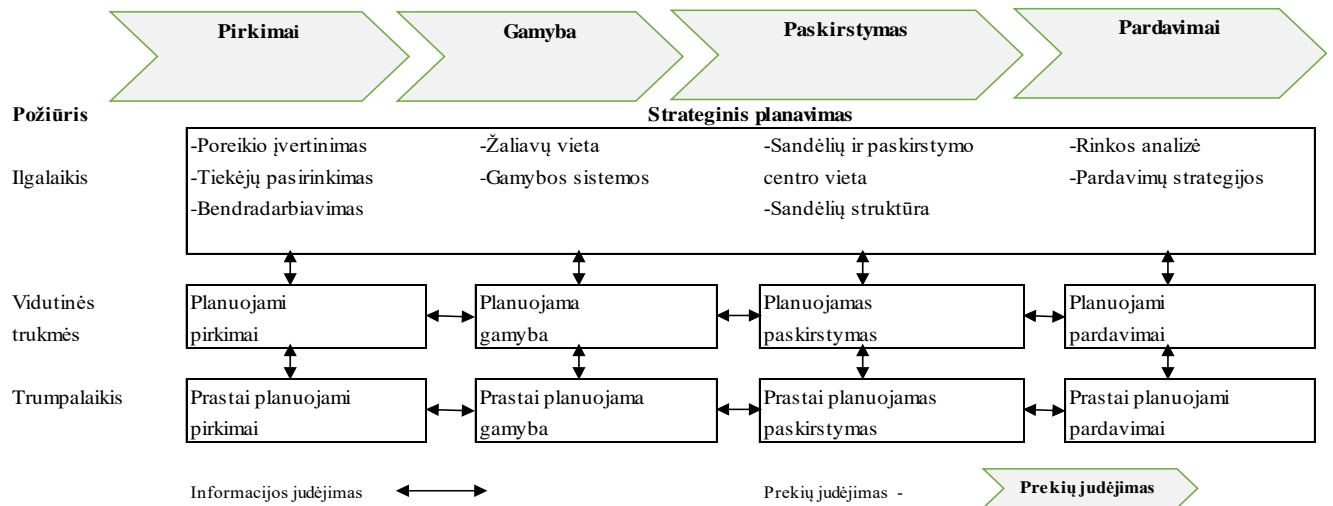 Pirkimai
Gamyba
Paskirstymas
Pardavimai
Požiūris
Strateginis planavimas
Ilgalaikis
-Poreikio įvertinimas
-Tiekėjų pasirinkimas
-Bendradarbiavimas
-Žaliavų vieta
-Gamybos sistemos
-Sandėlių ir paskirstymo
centro vieta
-Sandėlių struktūra
-Rinkos analizė
-Pardavimų strategijos
Vidutinės
trukmės
Planuojami
pirkimai
Planuojama
gamyba
Planuojamas
paskirstymas
Planuojami
pardavimai
Trumpalaikis
Prastai planuojami
pirkimai
Prastai planuojama
gamyba
Prastai planuojamas
paskirstymas
Prastai planuojami
pardavimai
Informacijos judėjimas
Prekių judėjimas -
Prekių judėjimas